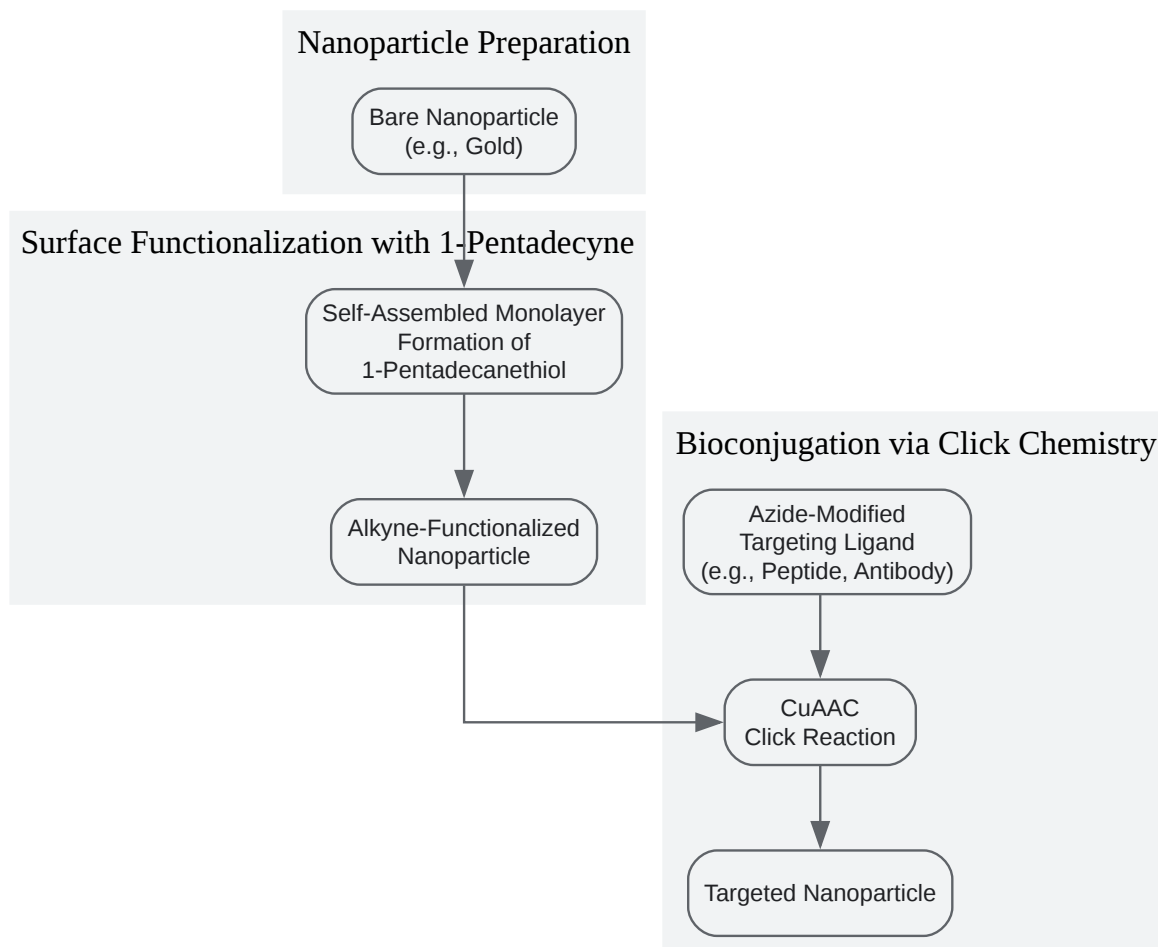 Nanoparticle Preparation
Bare Nanoparticle
(e.g., Gold)
Surface Functionalization with 1-Pentadecyne
Self-Assembled Monolayer
Formation of
1-Pentadecanethiol
Alkyne-Functionalized
Nanoparticle
Bioconjugation via Click Chemistry
Azide-Modified
Targeting Ligand
(e.g., Peptide, Antibody)
CuAAC
Click Reaction
Targeted Nanoparticle